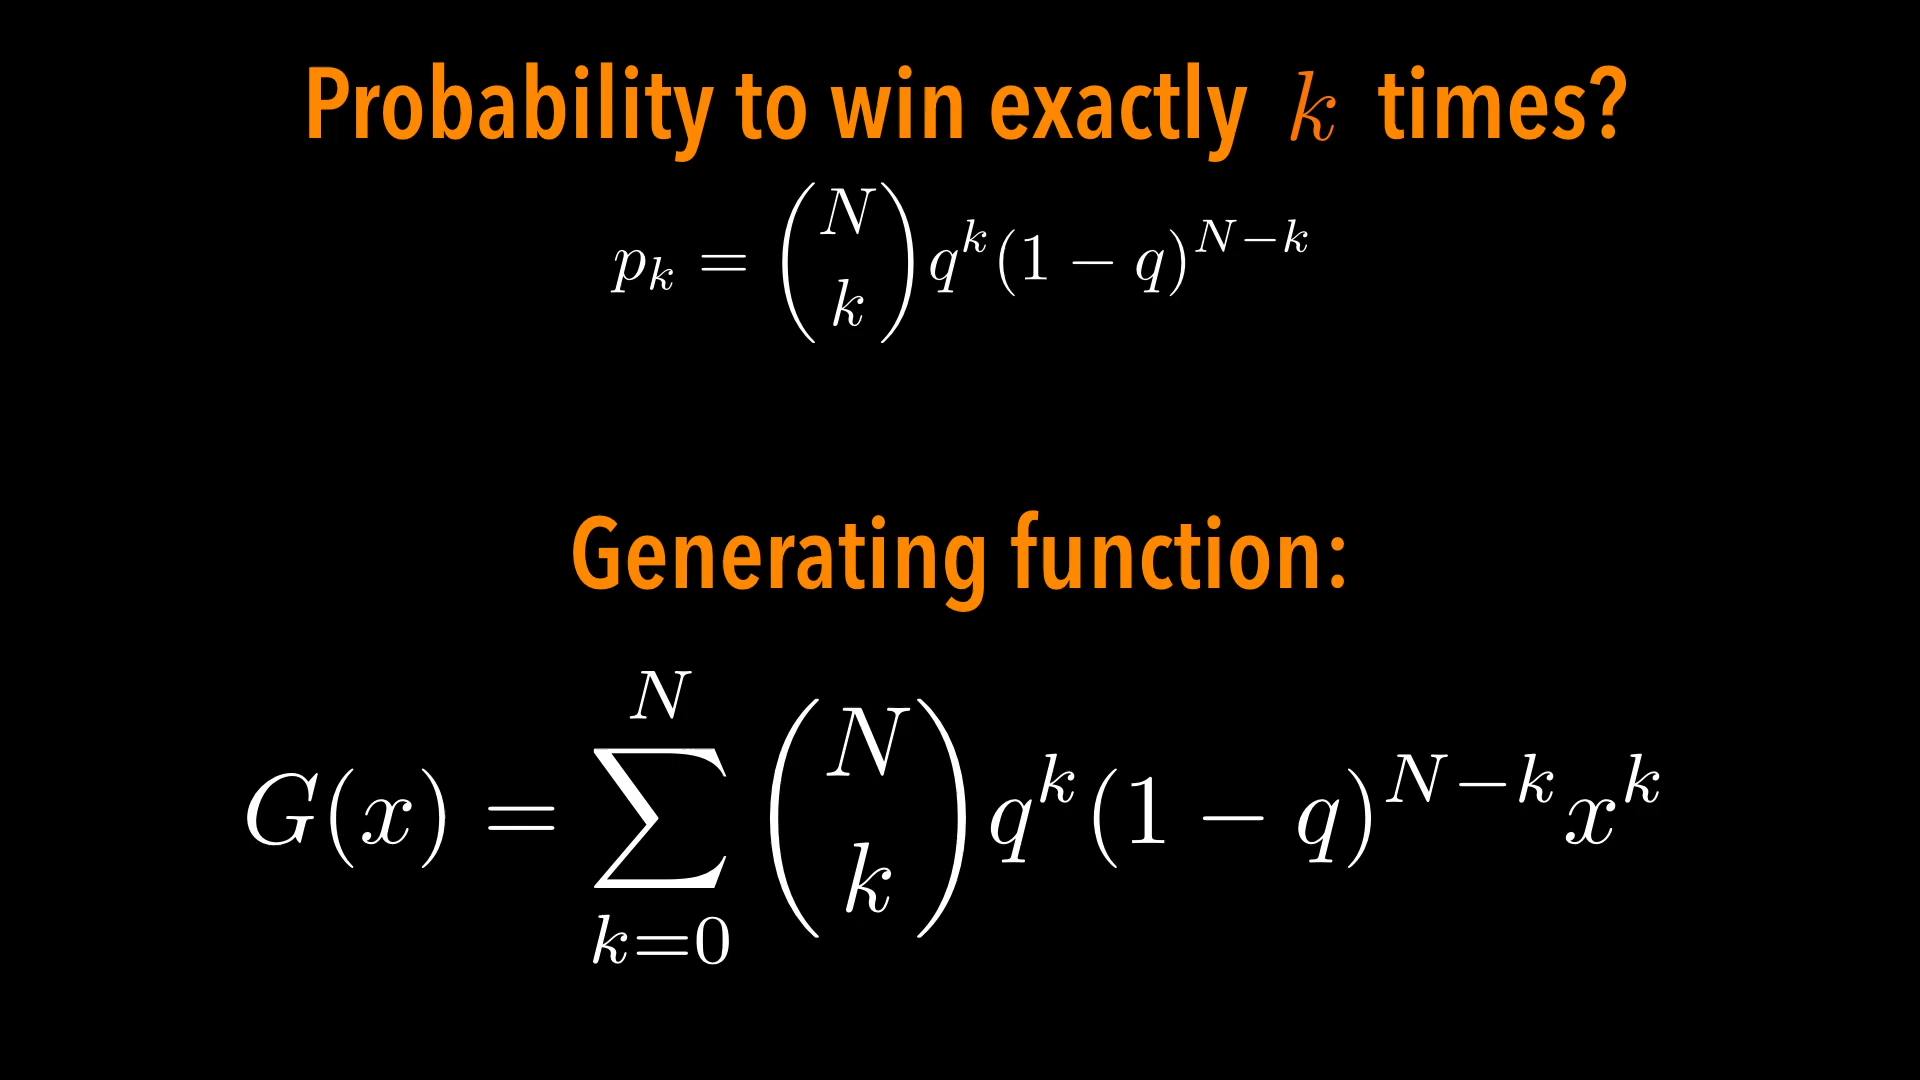 Probability to win exactly k times?
p_k = \binom{N}{k} q^k (1 - q)^{N-k}
Generating function:
G(x) = \sum_{k=0}^{N} \binom{N}{k} q^k (1 - q)^{N-k} x^k